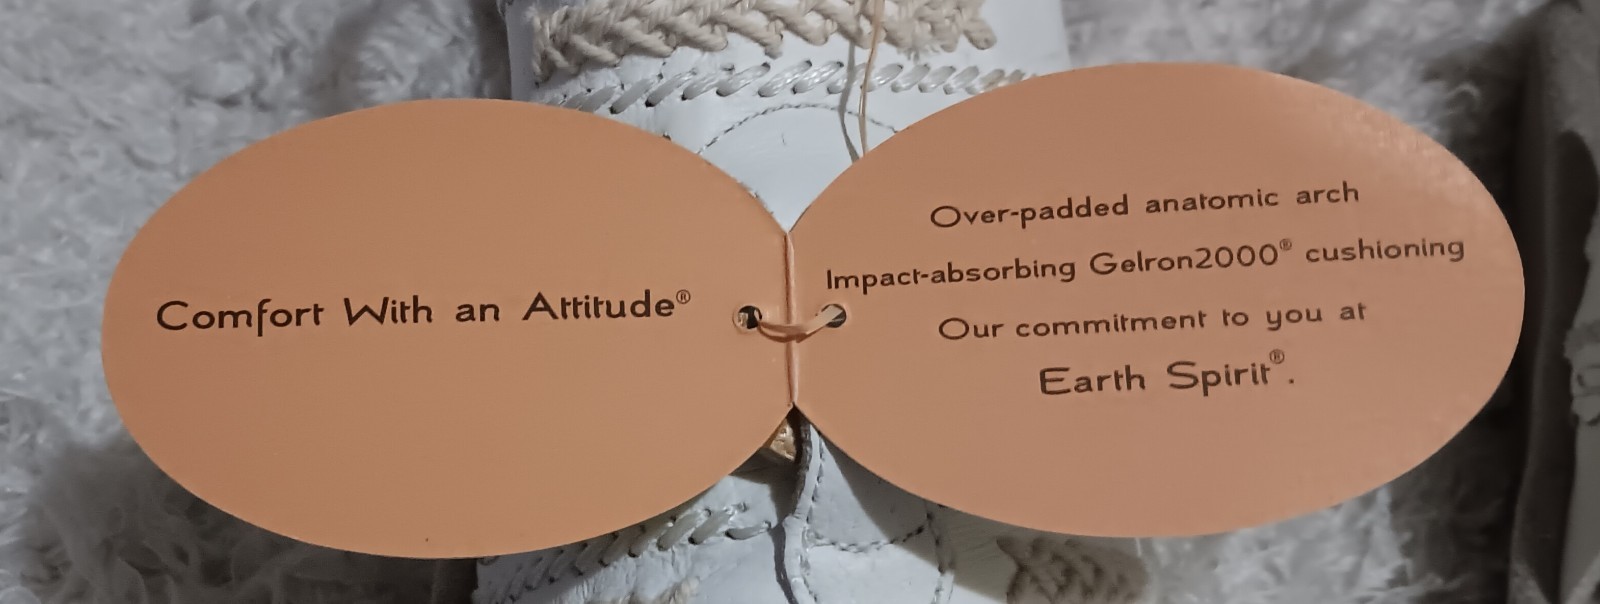 Comfort With an Attitude®
Over-padded anatomic arch
Impact-absorbing Gelron2000® cushioning
Our commitment to you at
Earth Spirit®.